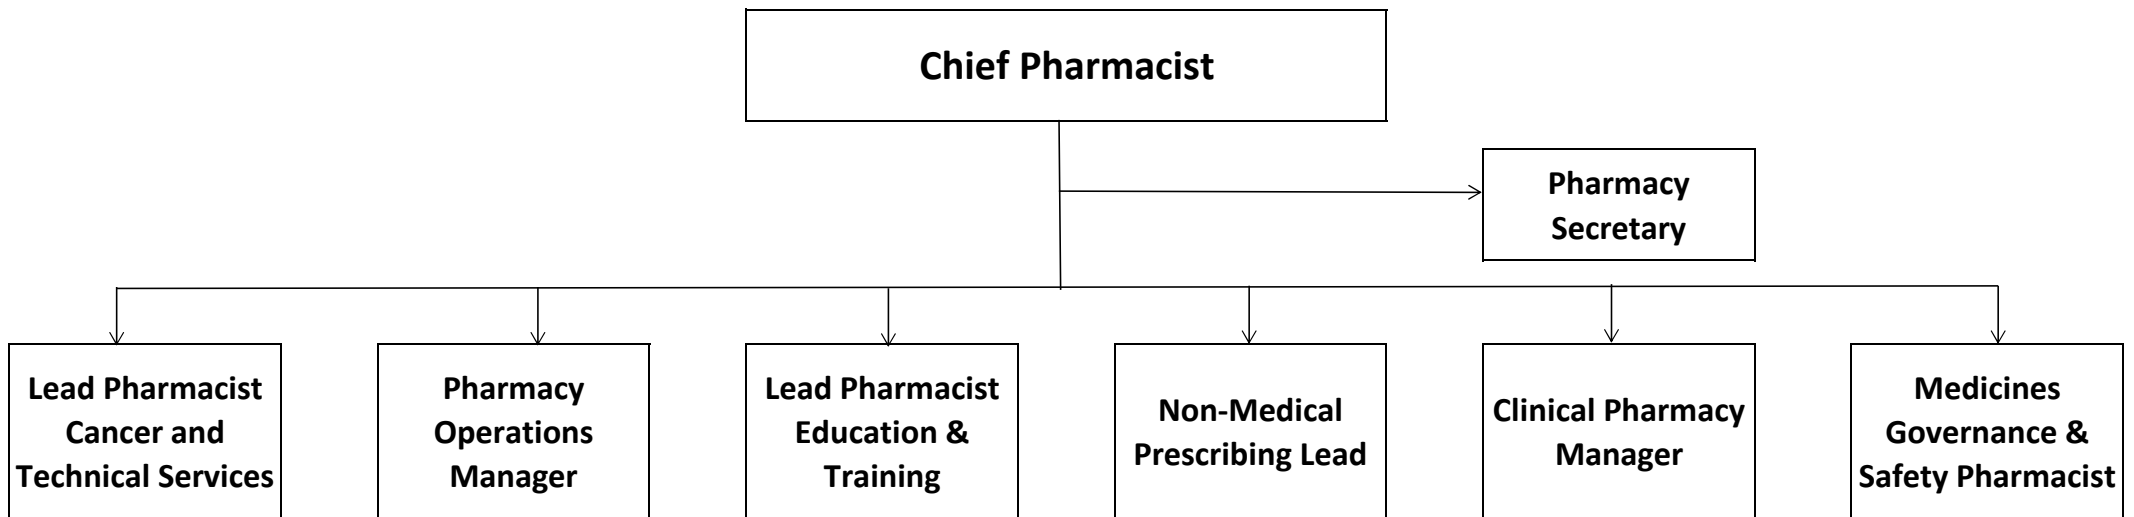 Chief Pharmacist
Pharmacy
Secretary
Lead Pharmacist
Cancer and
Technical Services
Pharmacy
Operations
Manager
Lead Pharmacist
Education &
Training
Non-Medical
Prescribing Lead
Clinical Pharmacy
Manager
Medicines
Governance &
Safety Pharmacist